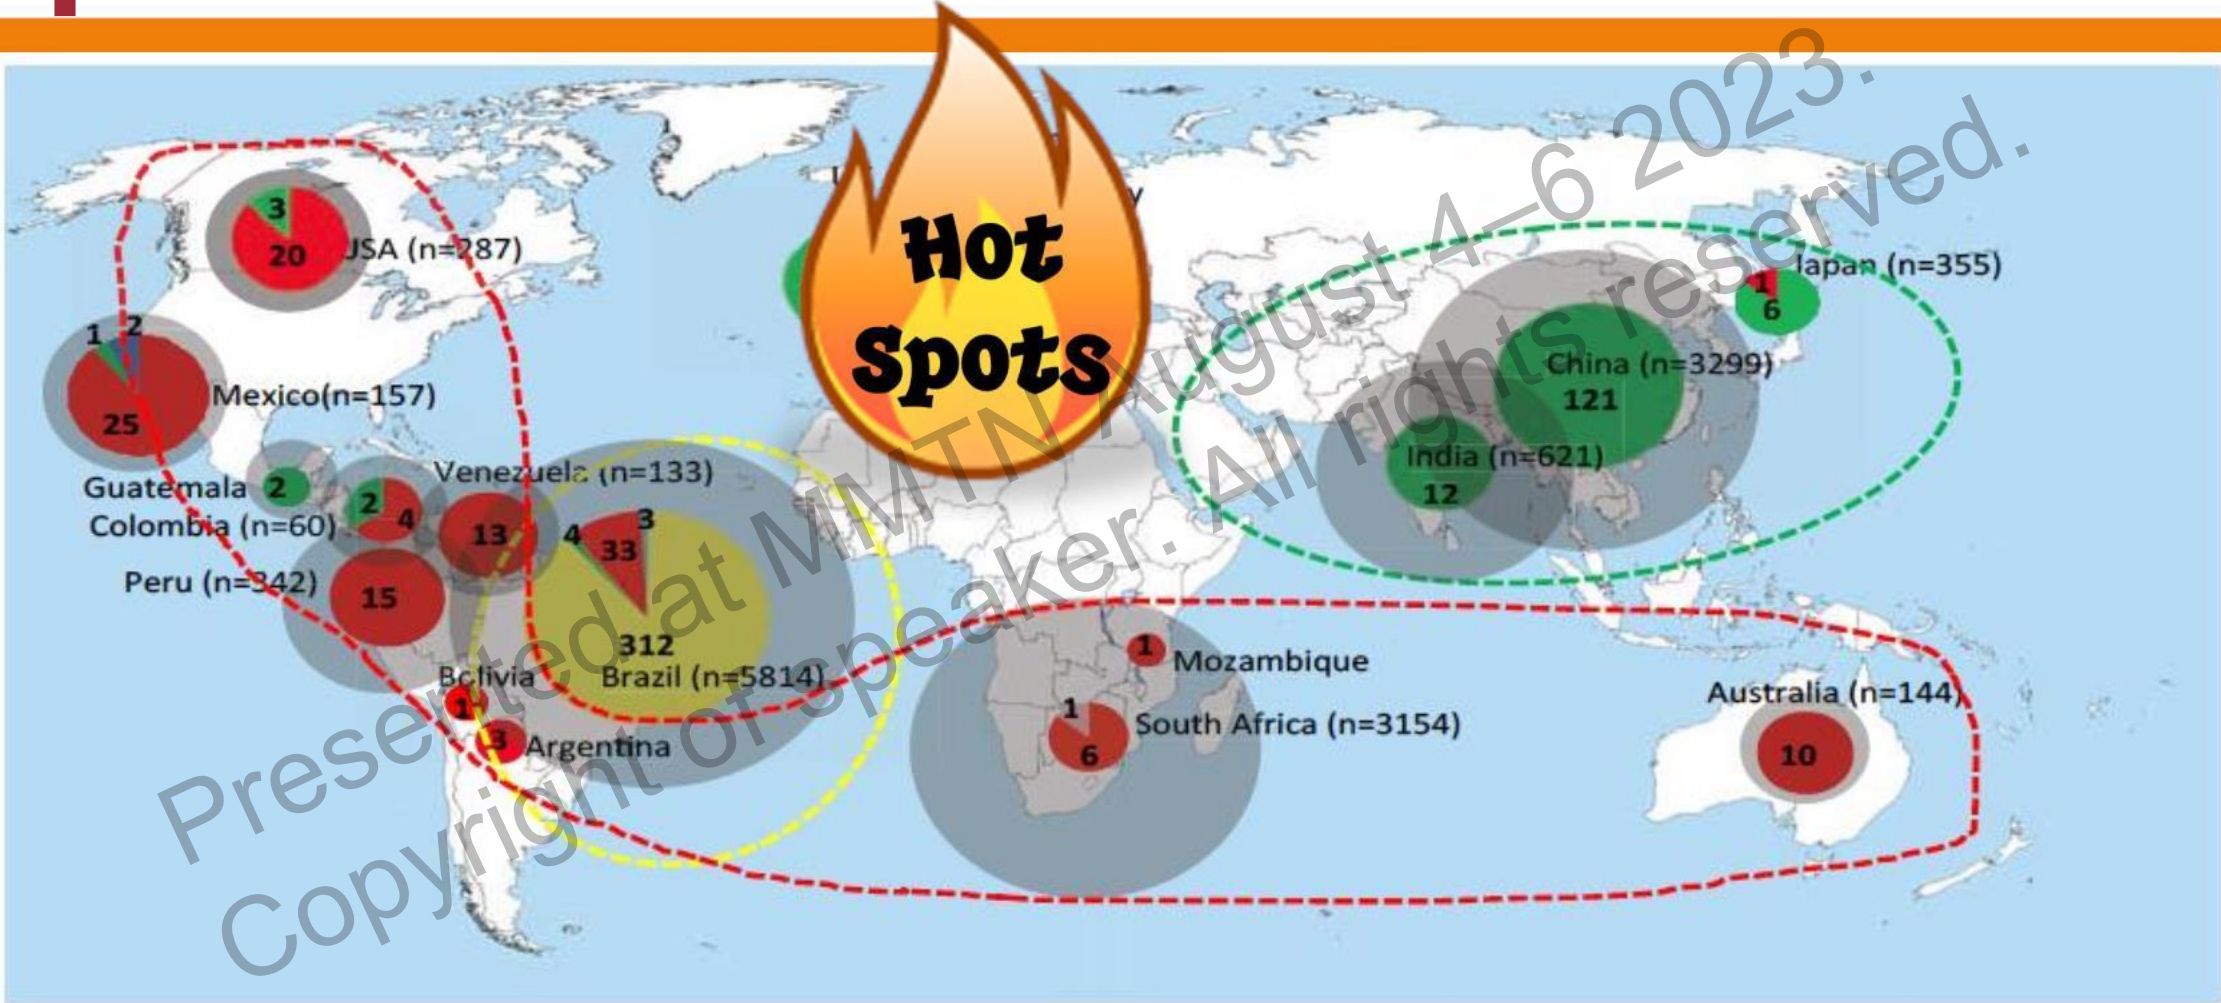 Hot
Spots
3
20
USA (n=287)
1 2
25
Mexico(n=157)
Guatemala
2
Colombia (n=60)
2
4
Venezuela (n=133)
13
Peru (n=342)
15
4
33
3
312
Brazil (n=5814)
Bolivia
1
3
Argentina
1
Mozambique
1
6
South Africa (n=3154)
Australia (n=144)
10
Japan (n=355)
1
6
China (n=3299)
121
India (n=621)
12
Presented at MMTN August 4–6 2023.
Copyright of speaker. All rights reserved.